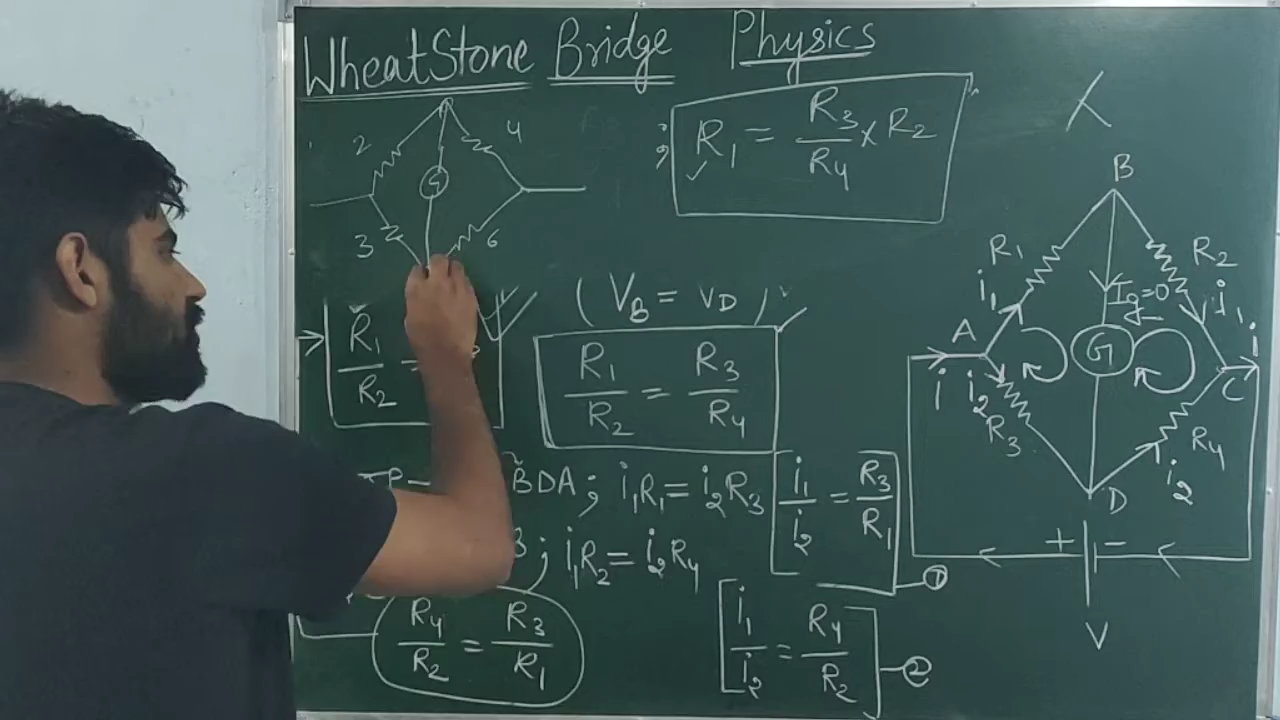 WheatStone Bridge Physics
2 4
G
3 6
; R1 = R3/R4 × R2
R1/R2 =
(VB = VD)
R1/R2 = R3/R4
BDA; i1R1 = i2R3
i1/i2 = R3/R1 — 1
; i1R2 = i2R4
R4/R2 = R3/R1
i1/i2 = R4/R2 — 2
B
R1 R2
i1 Ig=0 i1
A G i
i i2 C
R3 R4
D i2
+ -
V